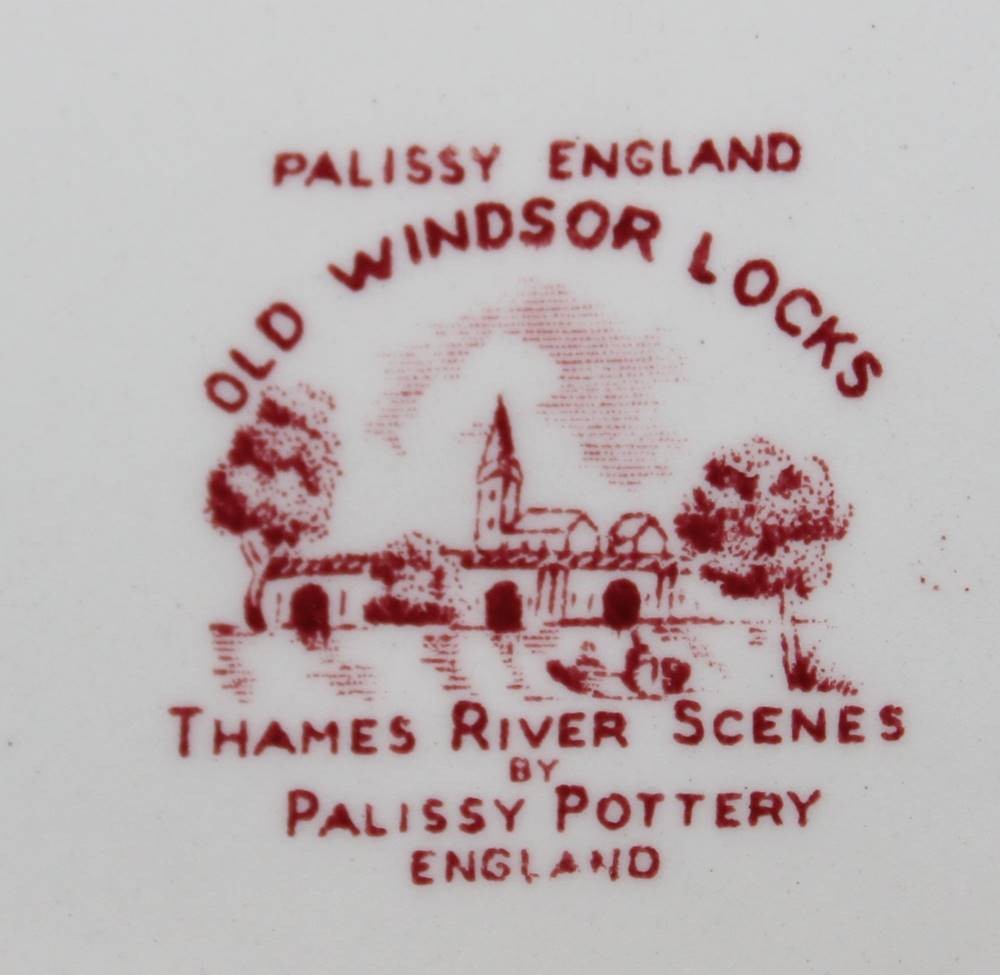 PALISSY ENGLAND
OLD WINDSOR LOCKS
THAMES RIVER SCENES
BY
PALISSY POTTERY
ENGLAND